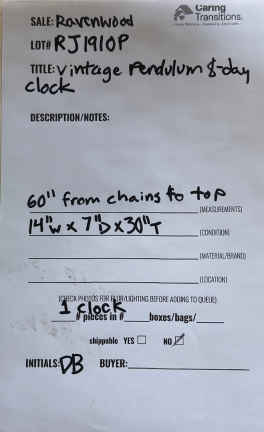 Caring
Transitions
SALE: Ravenwood
LOT# RJ1910P
TITLE: Vintage Pendulum 8-day
clock
DESCRIPTION/NOTES:
60" from chains to top
(MEASUREMENTS)
14"W x 7"D x 30"T
(CONDITION)
(MATERIAL/BRAND)
(LOCATION)
(CHECK PHOTOS FOR BLUR/LIGHTING BEFORE ADDING TO QUEUE)
1 clock
# pieces in # boxes/bags/
shippable YES NO
INITIALS: DB BUYER: